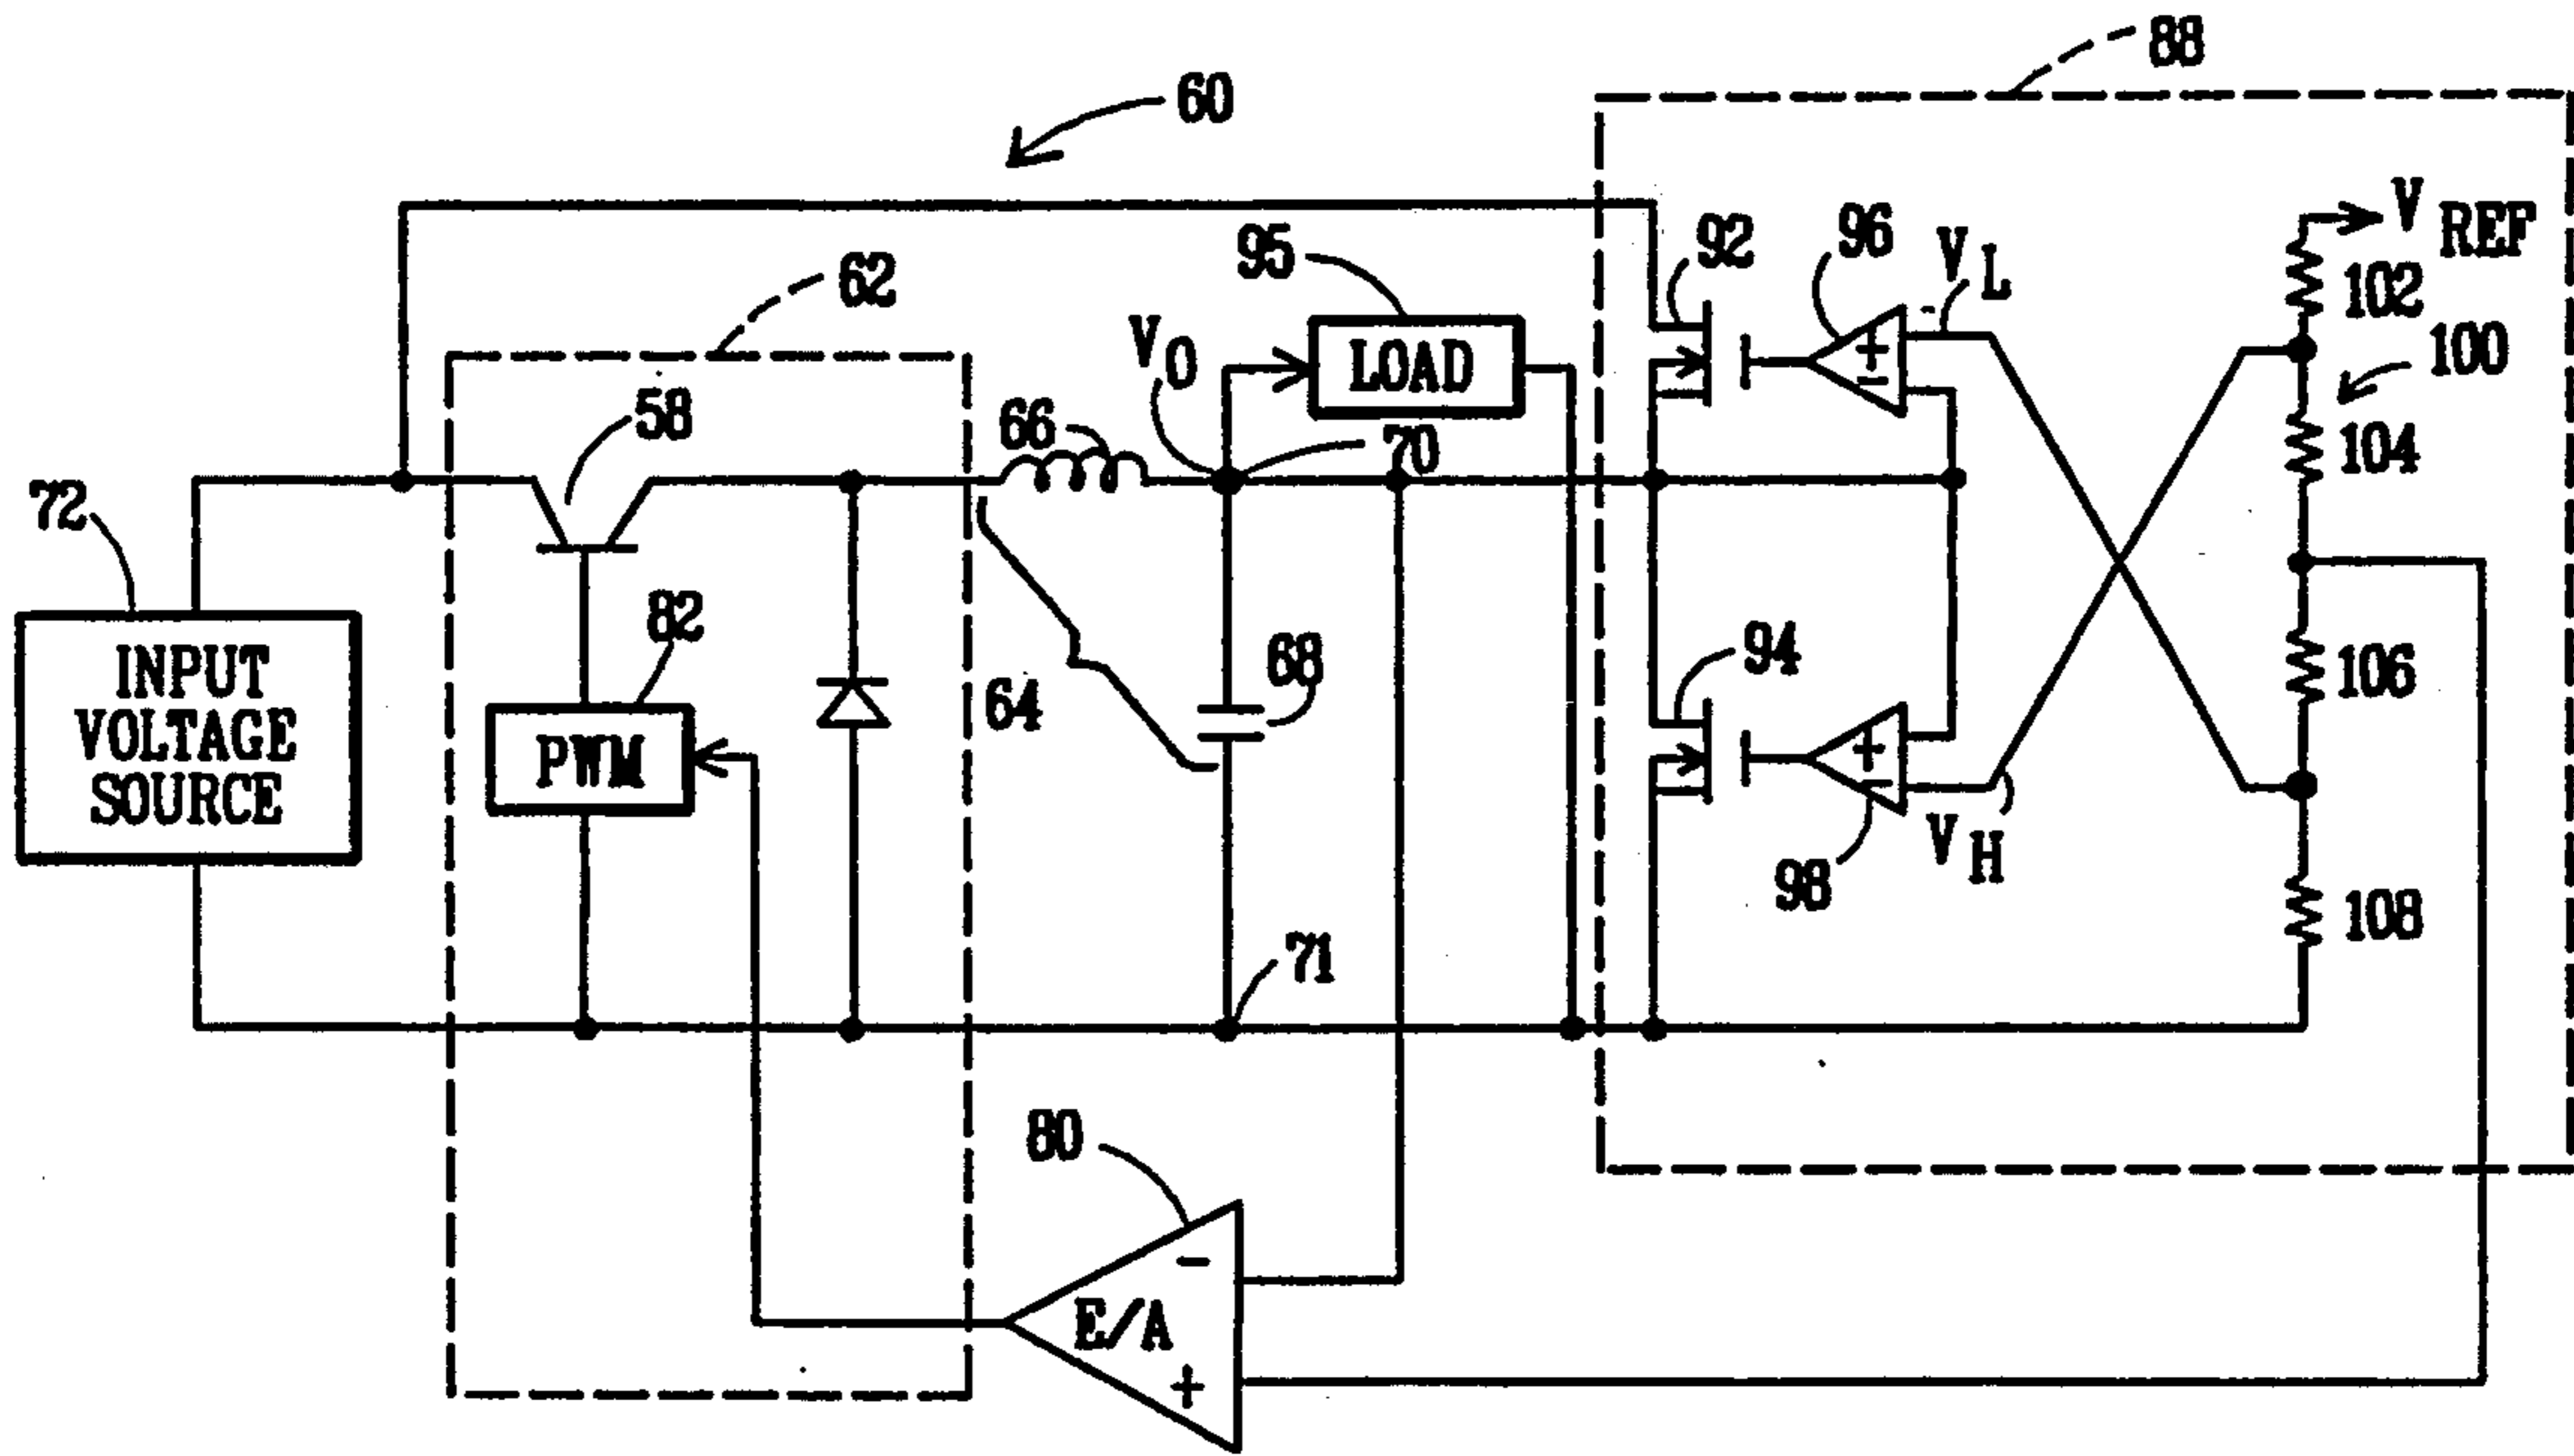 88
60
V REF
92
96
V L
95
102
62
V O
LOAD
100
58
66
70
104
72
82
94
106
INPUT
VOLTAGE
SOURCE
64
68
PWM
98
V H
108
71
80
-
E/A
+
+
-
+
-